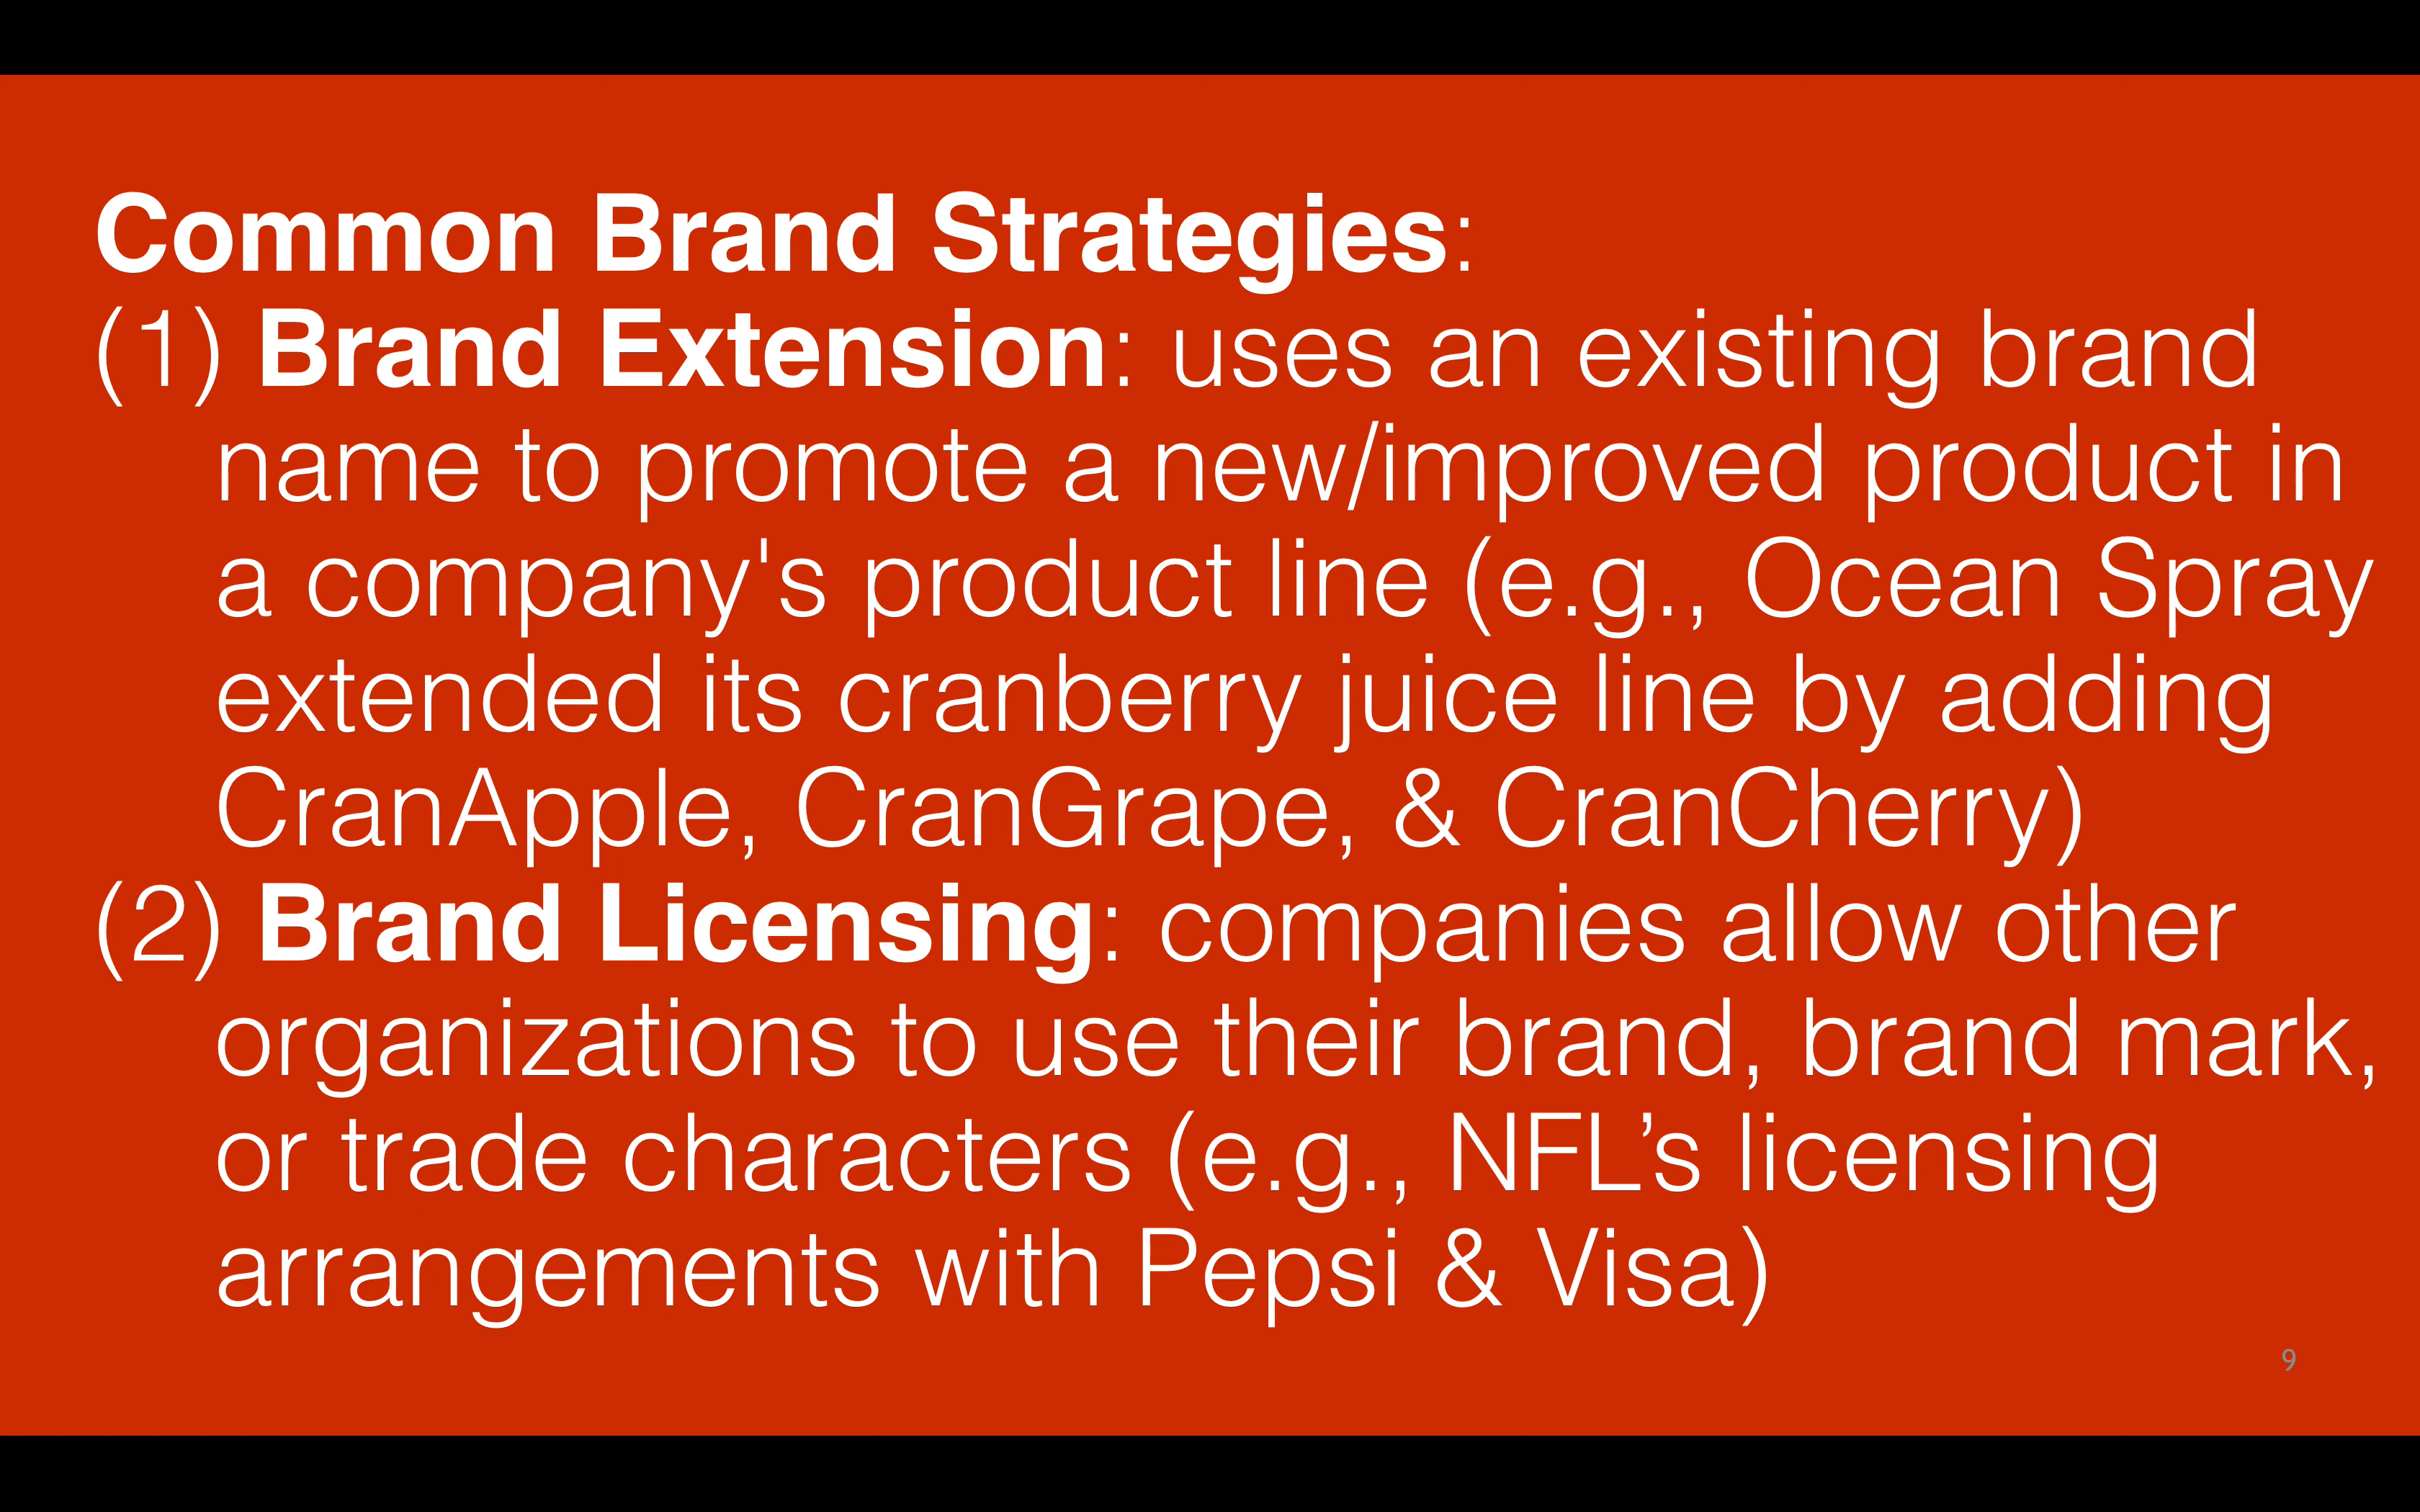 Common Brand Strategies:
(1) Brand Extension: uses an existing brand
name to promote a new/improved product in
a company's product line (e.g., Ocean Spray
extended its cranberry juice line by adding
CranApple, CranGrape, & CranCherry)
(2) Brand Licensing: companies allow other
organizations to use their brand, brand mark,
or trade characters (e.g., NFL’s licensing
arrangements with Pepsi & Visa)
9